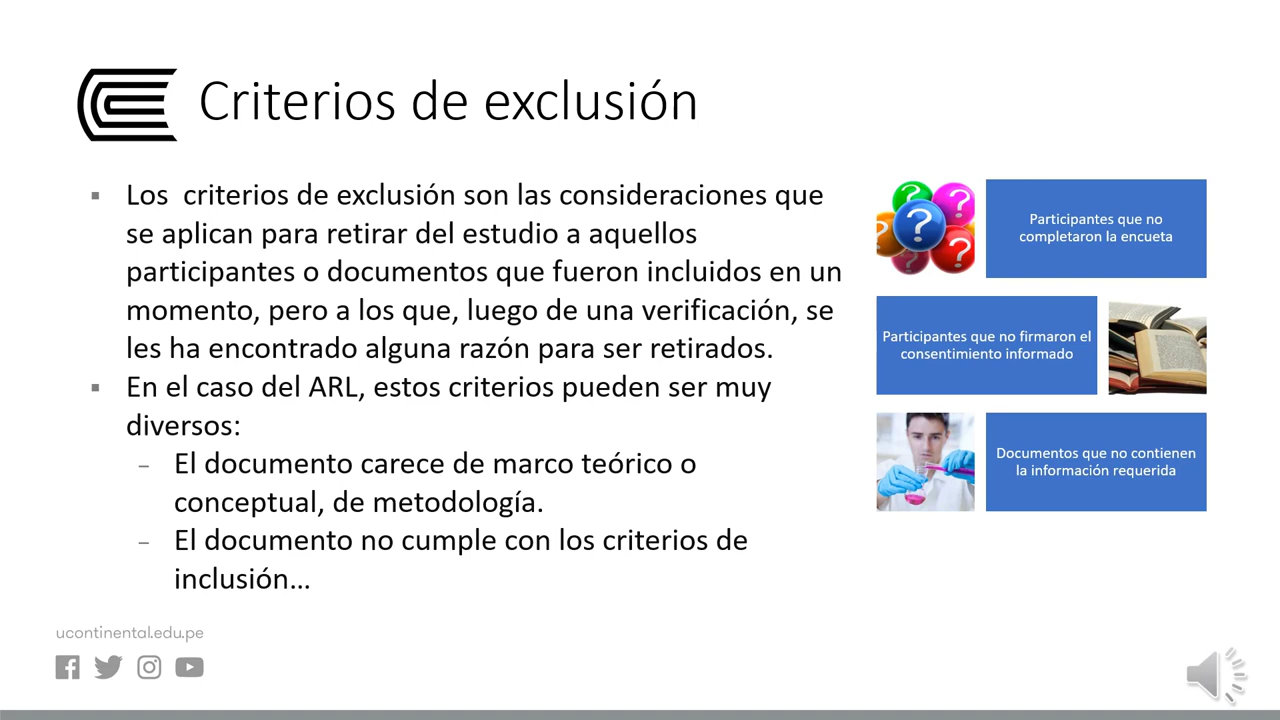 Criterios de exclusión
Los  criterios de exclusión son las consideraciones que
se aplican para retirar del estudio a aquellos
participantes o documentos que fueron incluidos en un
momento, pero a los que, luego de una verificación, se
les ha encontrado alguna razón para ser retirados.
En el caso del ARL, estos criterios pueden ser muy
diversos:
– El documento carece de marco teórico o
conceptual, de metodología.
– El documento no cumple con los criterios de
inclusión…
Participantes que no
completaron la encueta
Participantes que no firmaron el
consentimiento informado
Documentos que no contienen
la información requerida
ucontinental.edu.pe